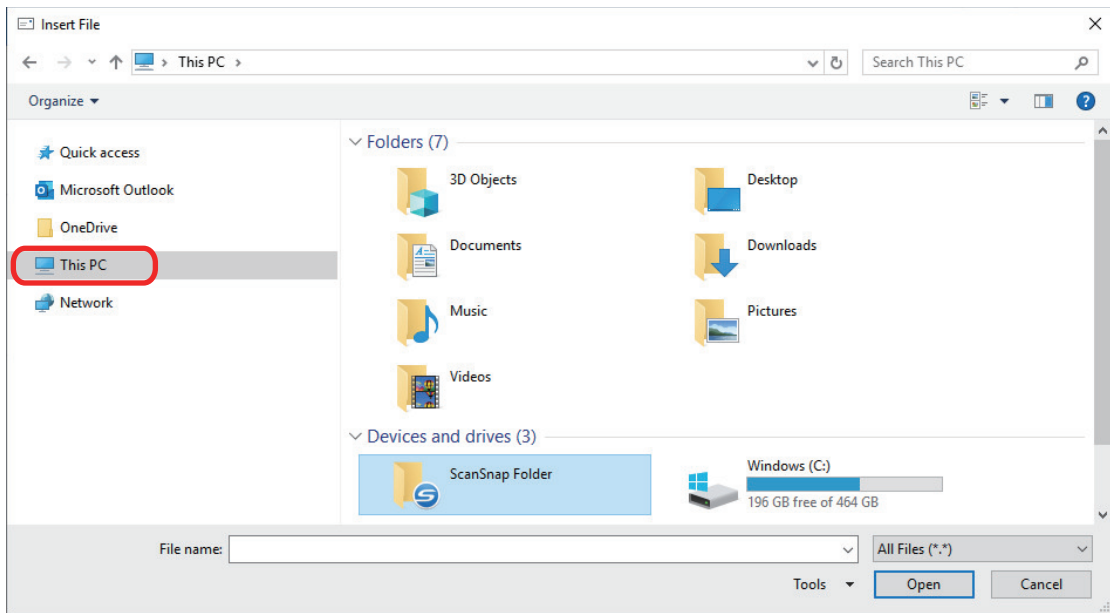 Insert File
This PC
Search This PC
Organize
Quick access
Microsoft Outlook
OneDrive
This PC
Network
Folders (7)
3D Objects
Desktop
Documents
Downloads
Music
Pictures
Videos
Devices and drives (3)
ScanSnap Folder
Windows (C:)
196 GB free of 464 GB
File name:
All Files (*.*)
Tools
Open
Cancel